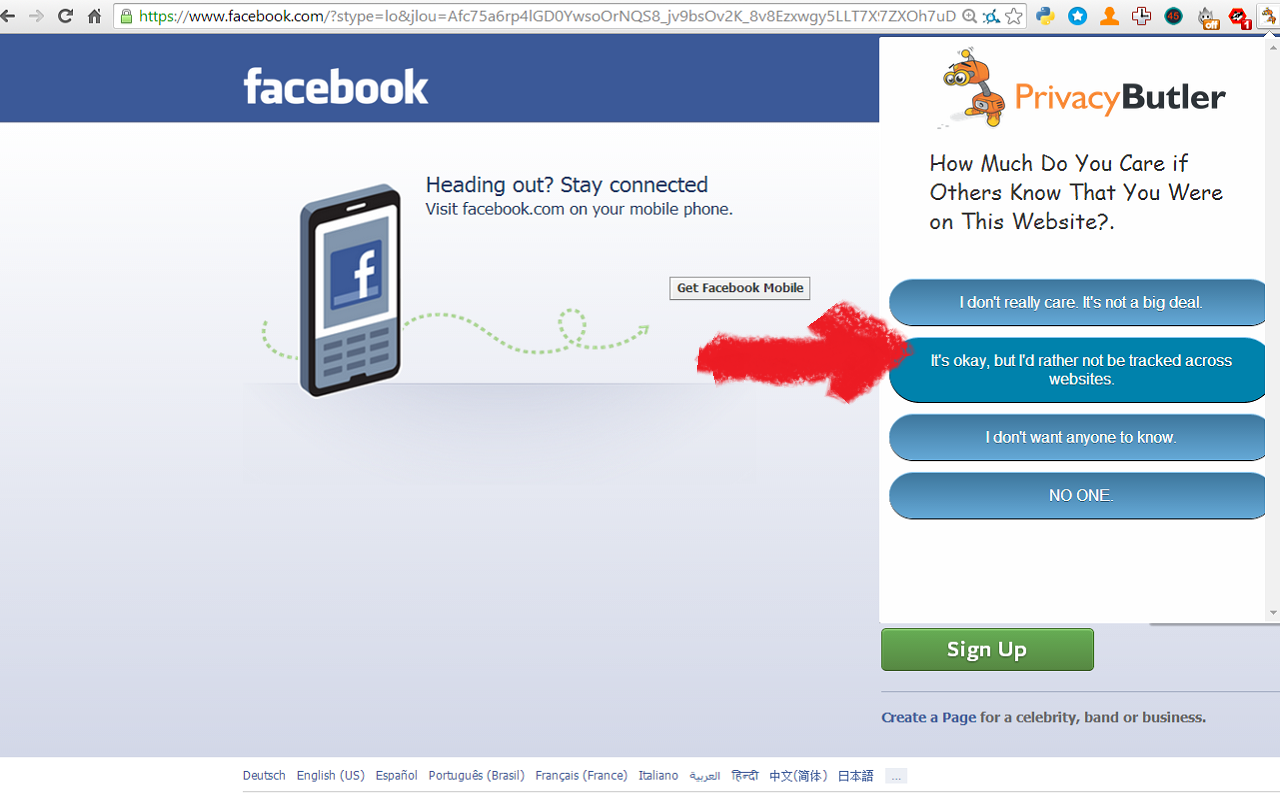 https://www.facebook.com/?stype=lo&jlou=Afc75a6rp4lGD0YwsoOrNQS8_jv9bsOv2K_8v8Ezxwgy5LLT7X97ZXOh7uD
45
off
1
facebook
PrivacyButler
How Much Do You Care if
Others Know That You Were
on This Website?.
Heading out? Stay connected
Visit facebook.com on your mobile phone.
f
Get Facebook Mobile
I don't really care. It's not a big deal.
It's okay, but I'd rather not be tracked across
websites.
I don't want anyone to know.
NO ONE.
Sign Up
Create a Page for a celebrity, band or business.
Deutsch English (US) Español Português (Brasil) Français (France) Italiano العربية हिन्दी 中文(简体) 日本語 ...